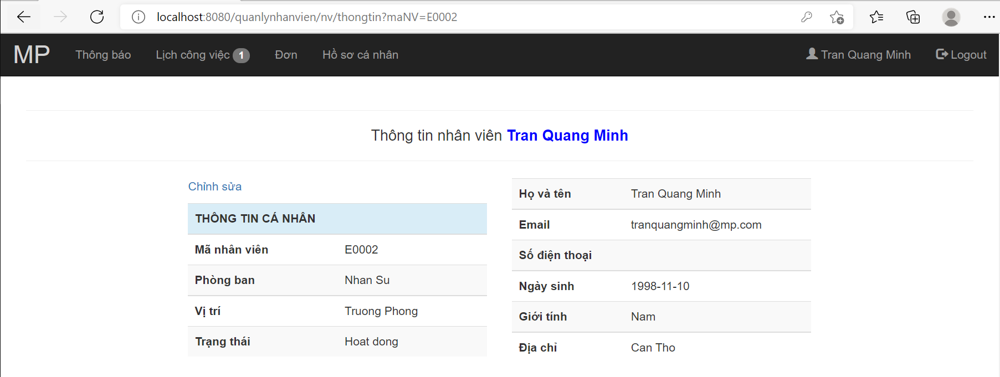 localhost:8080/quanlynhanvien/nv/thongtin?maNV=E0002
MP Thông báo Lịch công việc 1 Đơn Hồ sơ cá nhân Tran Quang Minh Logout
Thông tin nhân viên Tran Quang Minh
Chỉnh sửa
THÔNG TIN CÁ NHÂN
Mã nhân viên E0002
Phòng ban Nhan Su
Vị trí Truong Phong
Trạng thái Hoat dong
Họ và tên Tran Quang Minh
Email tranquangminh@mp.com
Số điện thoại
Ngày sinh 1998-11-10
Giới tính Nam
Địa chỉ Can Tho